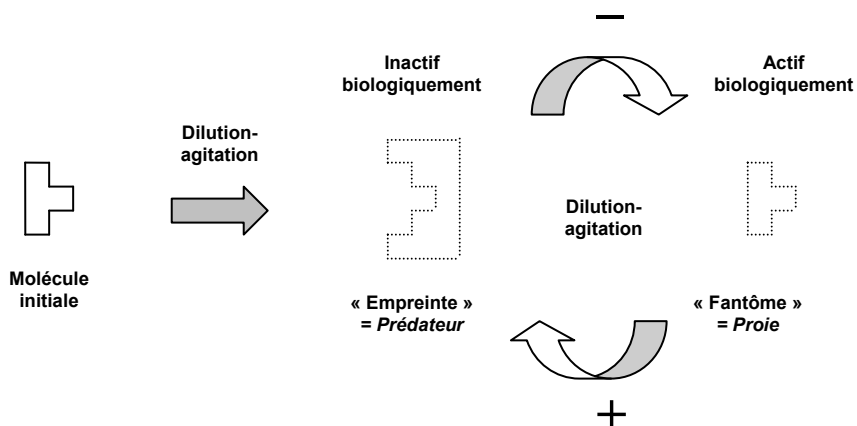 −
Inactif
biologiquement
Actif
biologiquement
Dilution-
agitation
Dilution-
agitation
Molécule
initiale
« Empreinte »
= Prédateur
« Fantôme »
= Proie
+